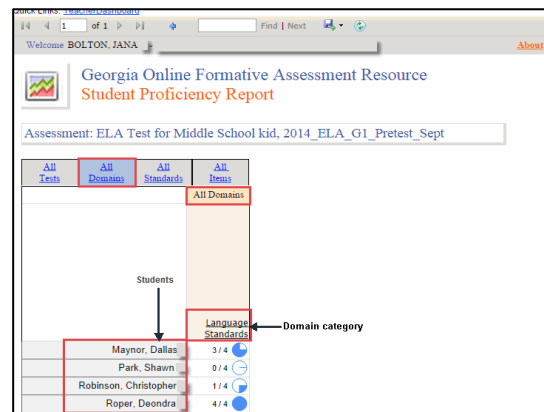 Quick Links: TeacherDashboard
1 of 1 Find | Next
Welcome BOLTON, JANA
About
Georgia Online Formative Assessment Resource
Student Proficiency Report
Assessment: ELA Test for Middle School kid, 2014_ELA_G1_Pretest_Sept
All Tests All Domains All Standards All Items
All Domains
Students
Language Standards
Domain category
Maynor, Dallas 3 / 4
Park, Shawn 0 / 4
Robinson, Christopher 1 / 4
Roper, Deondra 4 / 4